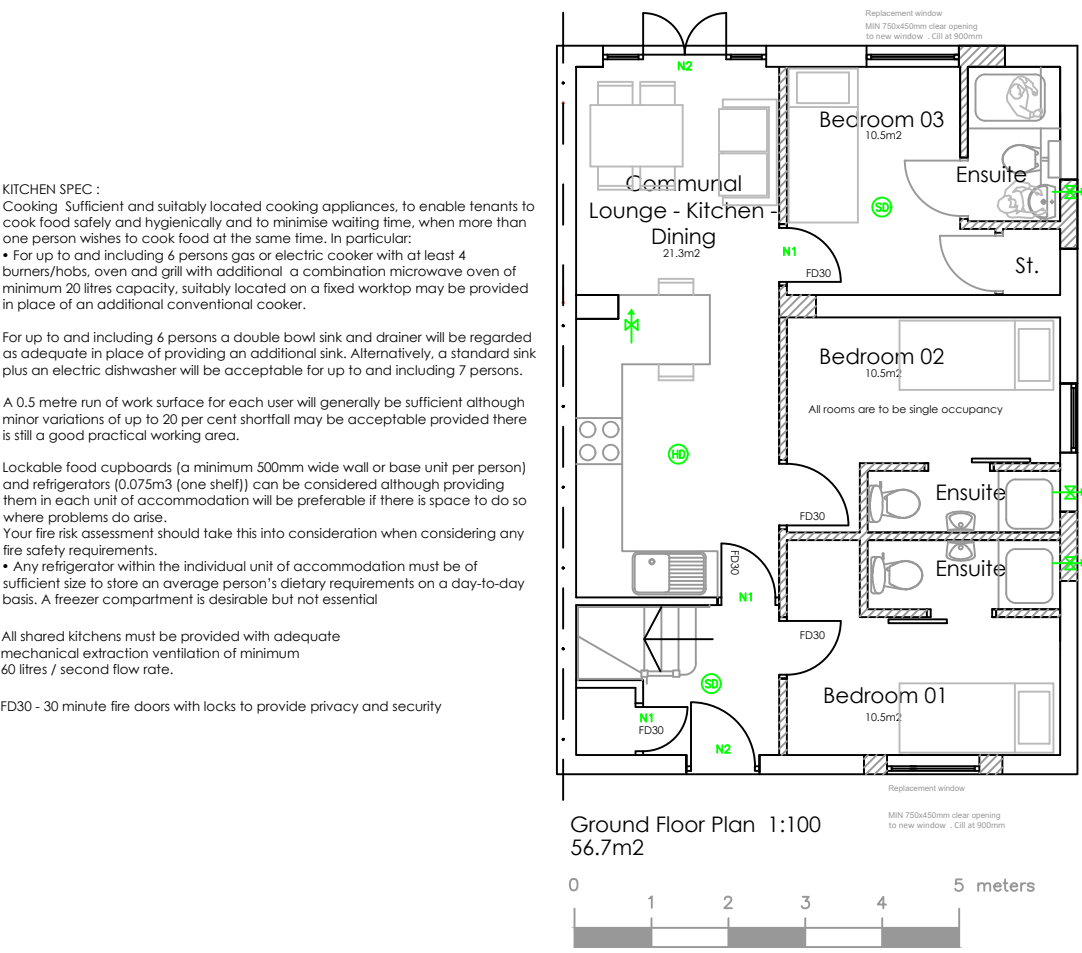 Replacement window
MIN 750x450mm clear opening
to new window . Cill at 900mm
N2
Bedroom 03
10.5m2
Ensuite
Communal
Lounge - Kitchen -
Dining
21.3m2
SD
N1
FD30
St.
KITCHEN SPEC :
Cooking Sufficient and suitably located cooking appliances, to enable tenants to
cook food safely and hygienically and to minimise waiting time, when more than
one person wishes to cook food at the same time. In particular:
• For up to and including 6 persons gas or electric cooker with at least 4
burners/hobs, oven and grill with additional a combination microwave oven of
minimum 20 litres capacity, suitably located on a fixed worktop may be provided
in place of an additional conventional cooker.
For up to and including 6 persons a double bowl sink and drainer will be regarded
as adequate in place of providing an additional sink. Alternatively, a standard sink
plus an electric dishwasher will be acceptable for up to and including 7 persons.
A 0.5 metre run of work surface for each user will generally be sufficient although
minor variations of up to 20 per cent shortfall may be acceptable provided there
is still a good practical working area.
Lockable food cupboards (a minimum 500mm wide wall or base unit per person)
and refrigerators (0.075m3 (one shelf)) can be considered although providing
them in each unit of accommodation will be preferable if there is space to do so
where problems do arise.
Your fire risk assessment should take this into consideration when considering any
fire safety requirements.
• Any refrigerator within the individual unit of accommodation must be of
sufficient size to store an average person's dietary requirements on a day-to-day
basis. A freezer compartment is desirable but not essential
All shared kitchens must be provided with adequate
mechanical extraction ventilation of minimum
60 litres / second flow rate.
FD30 - 30 minute fire doors with locks to provide privacy and security
Bedroom 02
10.5m2
All rooms are to be single occupancy
HD
Ensuite
FD30
Ensuite
FD30
N1
FD30
SD
Bedroom 01
10.5m2
N1
FD30
N2
Replacement window
MIN 750x450mm clear opening
to new window . Cill at 900mm
Ground Floor Plan 1:100
56.7m2
0 1 2 3 4 5 meters